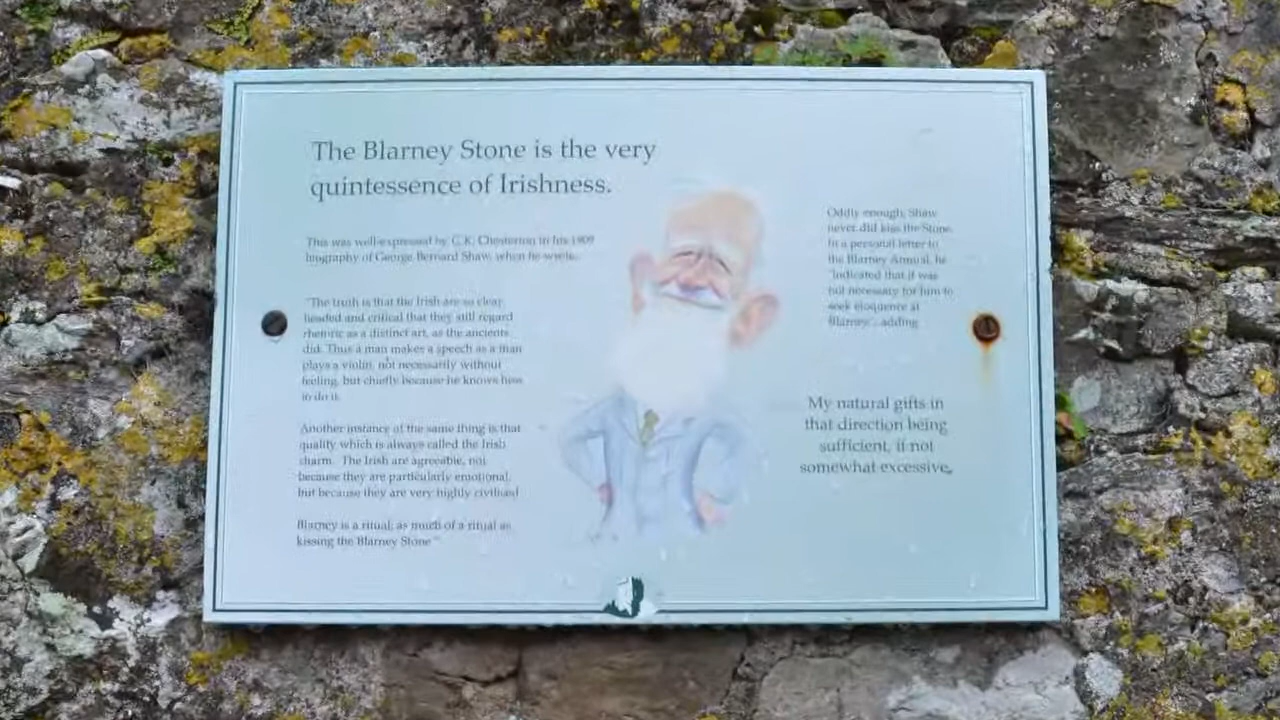 The Blarney Stone is the very
quintessence of Irishness.
This was well-expressed by G.K. Chesterton in his 1909
biography of George Bernard Shaw, when he wrote,
"The truth is that the Irish are so clear
headed and critical that they still regard
rhetoric as a distinct art, as the ancients
did. Thus a man makes a speech as a man
plays a violin, not necessarily without
feeling, but chiefly because he knows how
to do it.
Another instance of the same thing is that
quality which is always called the Irish
charm. The Irish are agreeable, not
because they are particularly emotional,
but because they are very highly civilised.
Blarney is a ritual; as much of a ritual as
kissing the Blarney Stone"
Oddly enough, Shaw
never did kiss the Stone.
In a personal letter to
the Blarney Annual, he
"indicated that it was
not necessary for him to
seek eloquence at
Blarney", adding
My natural gifts in
that direction being
sufficient, if not
somewhat excessive,